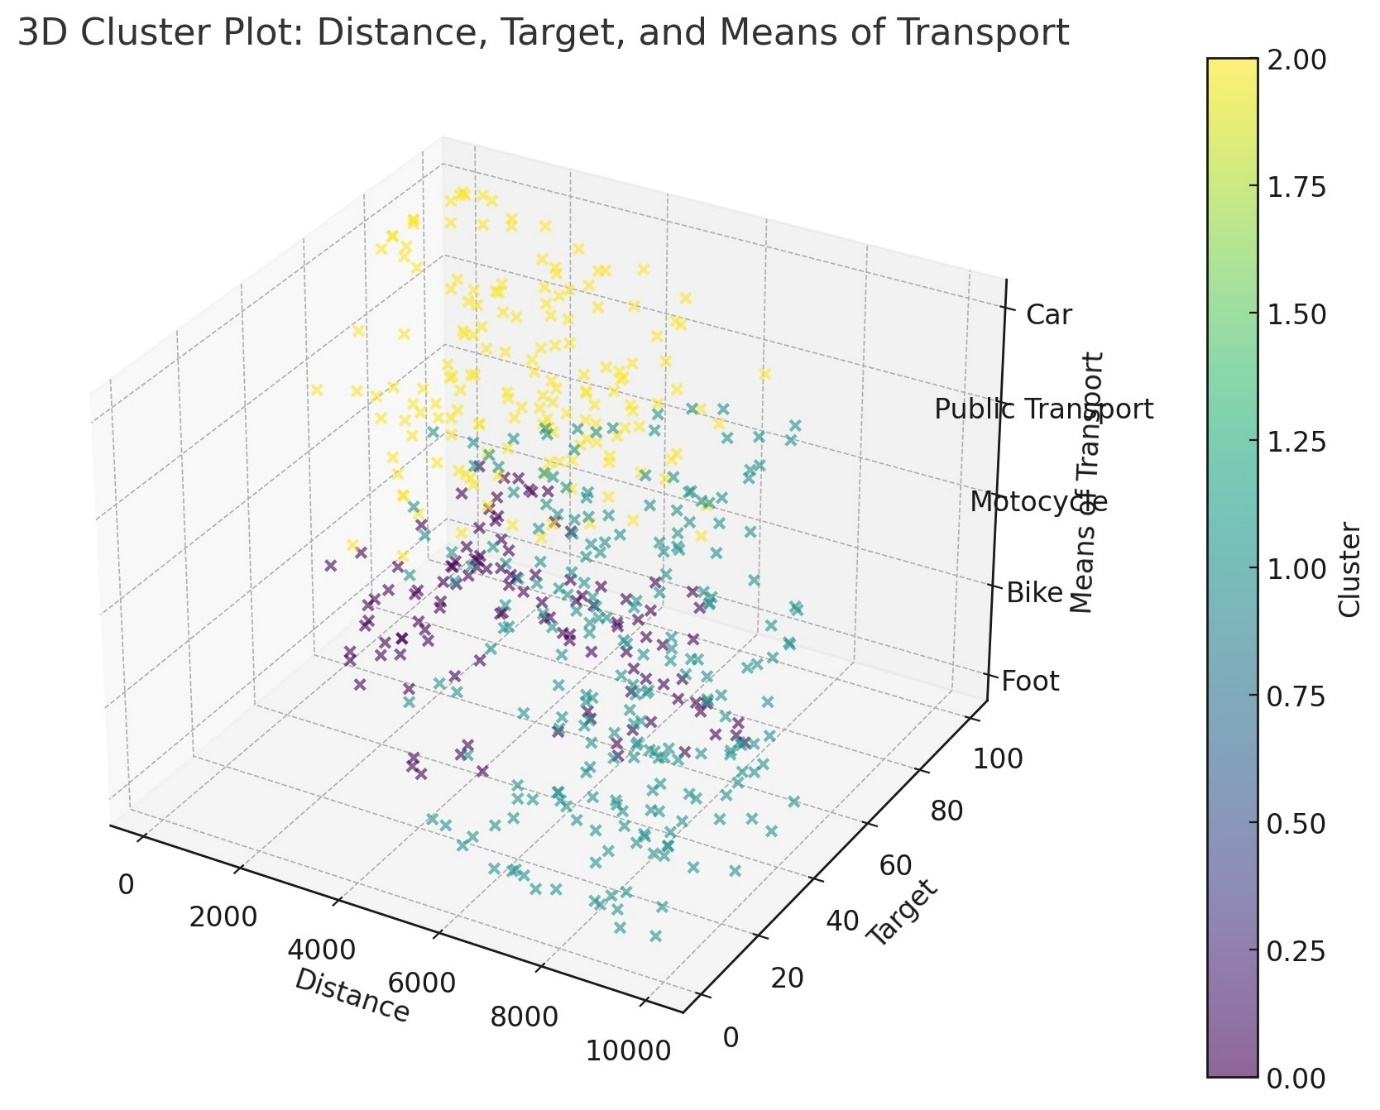 3D Cluster Plot: Distance, Target, and Means of Transport
2.00
1.75
1.50
1.25
1.00
0.75
0.50
0.25
0.00
Cluster
Car
Public Transport
Motocycle
Bike
Foot
Means of Transport
100
80
60
40
20
0
Target
0
2000
4000
6000
8000
10000
Distance